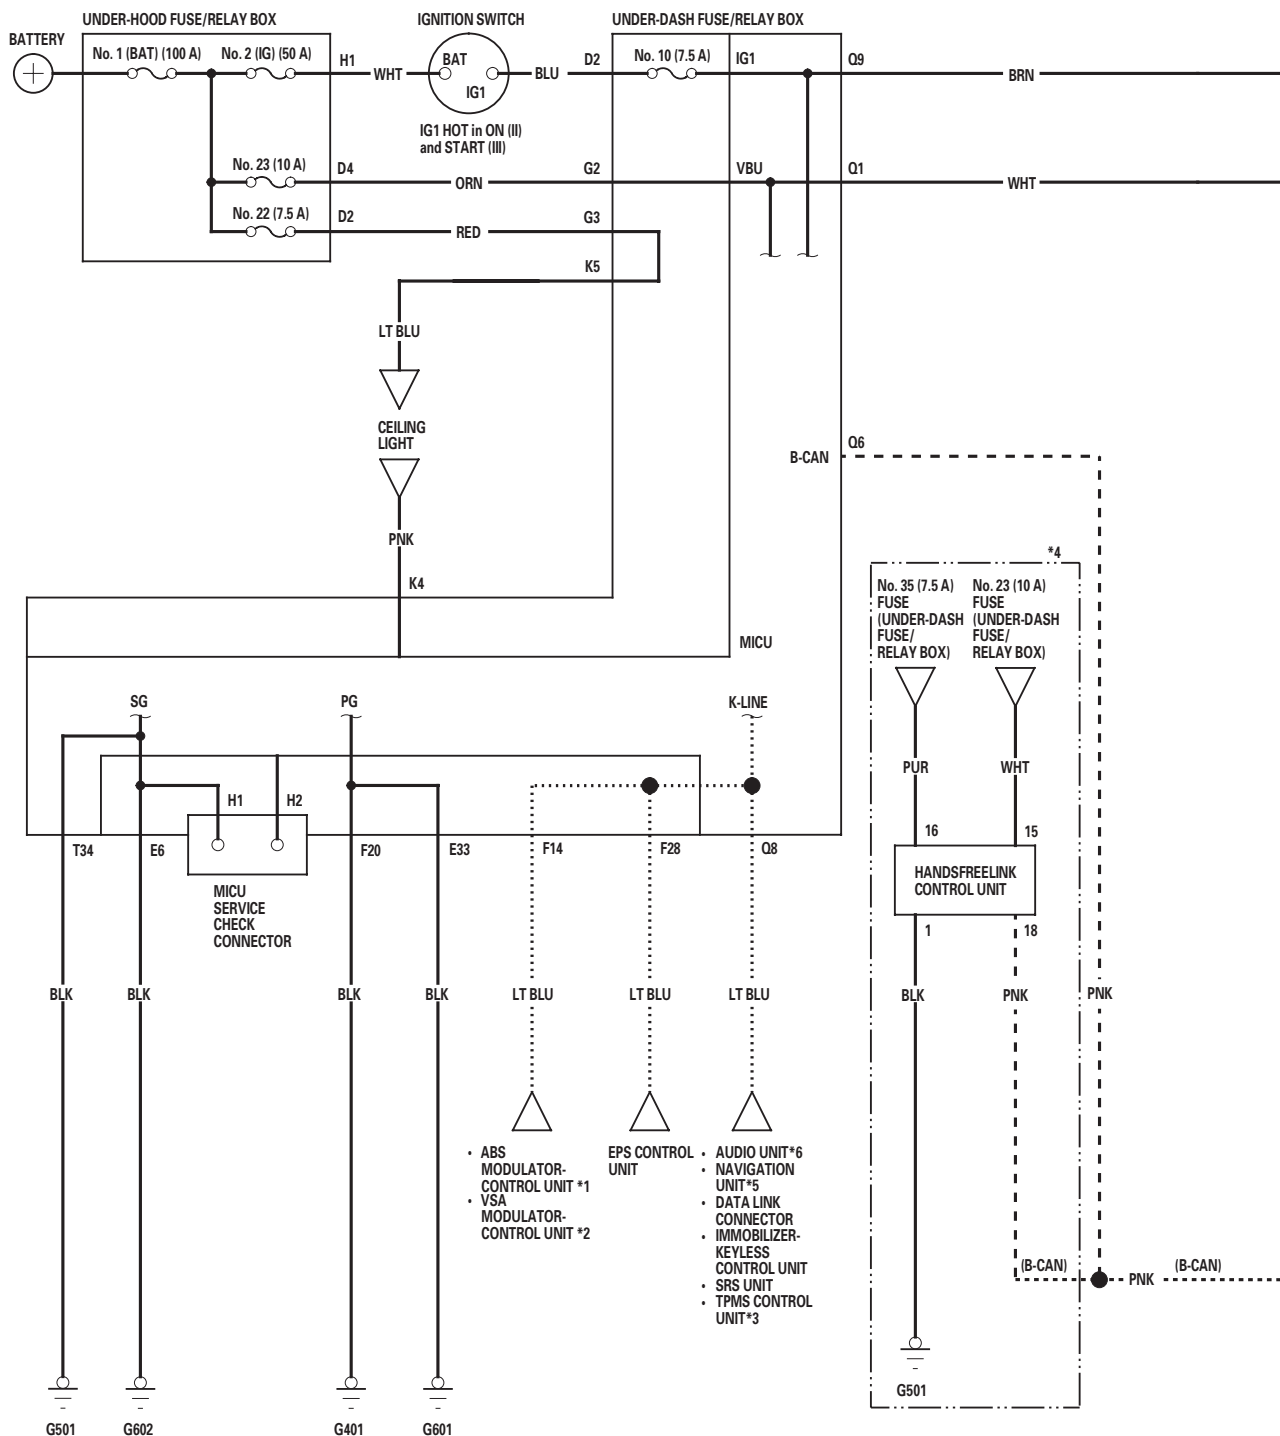 UNDER-HOOD FUSE/RELAY BOX
IGNITION SWITCH
UNDER-DASH FUSE/RELAY BOX
BATTERY
No. 1 (BAT) (100 A)
No. 2 (IG) (50 A)
H1
WHT
BAT
IG1
BLU
D2
No. 10 (7.5 A)
IG1
Q9
BRN
IG1 HOT in ON (II)
and START (III)
No. 23 (10 A)
D4
ORN
G2
VBU
Q1
WHT
No. 22 (7.5 A)
D2
RED
G3
K5
LT BLU
CEILING
LIGHT
B-CAN
Q6
PNK
K4
*4
No. 35 (7.5 A)
FUSE
(UNDER-DASH
FUSE/
RELAY BOX)
No. 23 (10 A)
FUSE
(UNDER-DASH
FUSE/
RELAY BOX)
MICU
SG
PG
K-LINE
PUR
WHT
H1
H2
16
15
T34
E6
F20
E33
F14
F28
Q8
HANDSFREELINK
CONTROL UNIT
MICU
SERVICE
CHECK
CONNECTOR
1
18
BLK
BLK
BLK
BLK
LT BLU
LT BLU
LT BLU
BLK
PNK
PNK
• ABS
MODULATOR-
CONTROL UNIT *1
• VSA
MODULATOR-
CONTROL UNIT *2
EPS CONTROL
UNIT
• AUDIO UNIT*6
• NAVIGATION
UNIT*5
• DATA LINK
CONNECTOR
• IMMOBILIZER-
KEYLESS
CONTROL UNIT
• SRS UNIT
• TPMS CONTROL
UNIT*3
(B-CAN)
PNK
(B-CAN)
G501
G501
G602
G401
G601